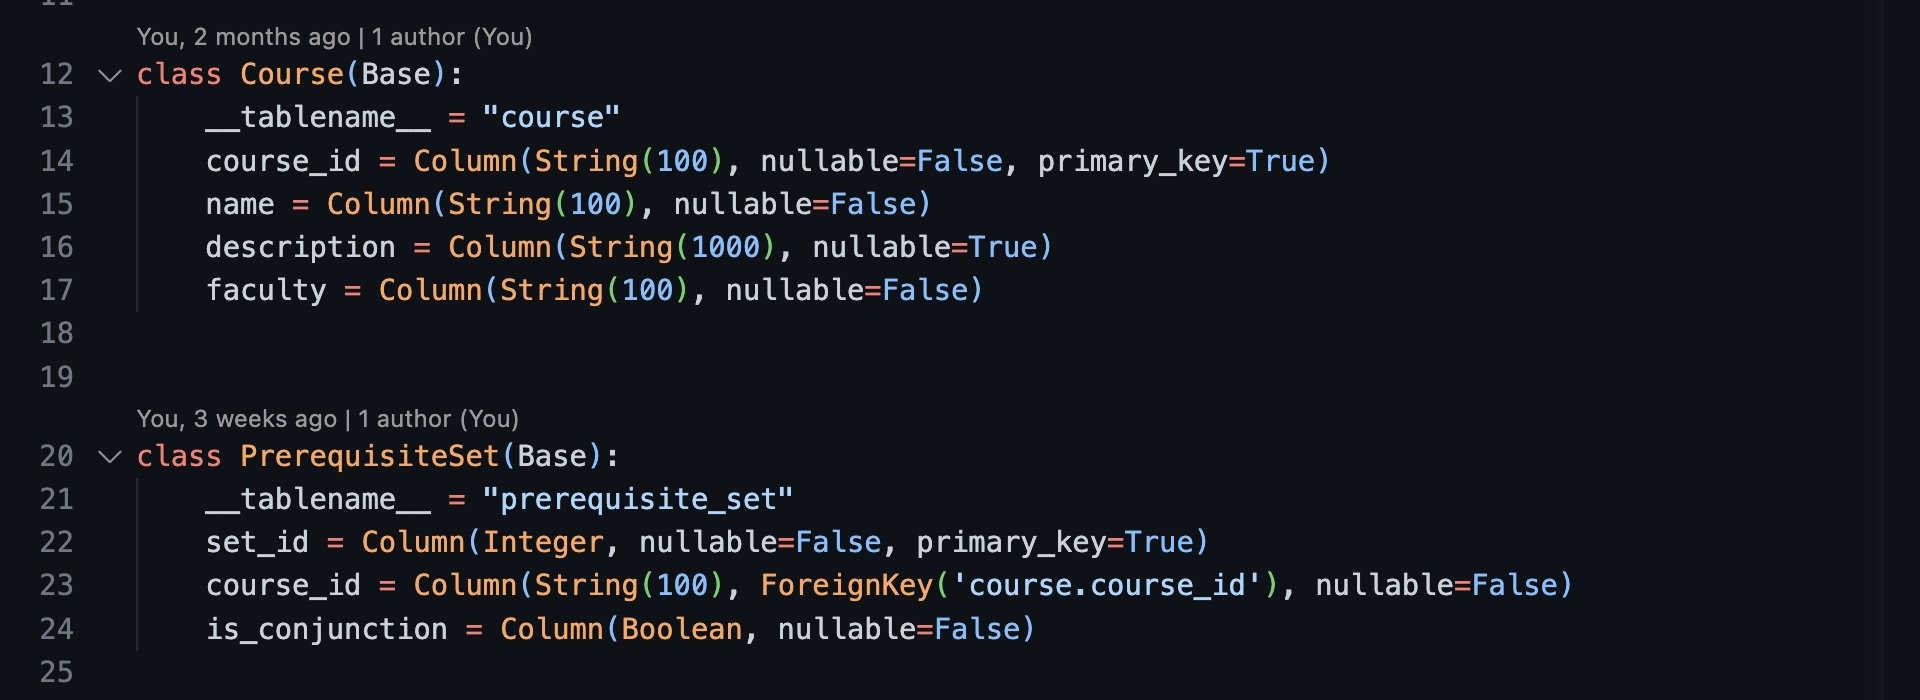 11
You, 2 months ago | 1 author (You)
12 class Course(Base):
13     __tablename__ = "course"
14     course_id = Column(String(100), nullable=False, primary_key=True)
15     name = Column(String(100), nullable=False)
16     description = Column(String(1000), nullable=True)
17     faculty = Column(String(100), nullable=False)
18
19
You, 3 weeks ago | 1 author (You)
20 class PrerequisiteSet(Base):
21     __tablename__ = "prerequisite_set"
22     set_id = Column(Integer, nullable=False, primary_key=True)
23     course_id = Column(String(100), ForeignKey('course.course_id'), nullable=False)
24     is_conjunction = Column(Boolean, nullable=False)
25